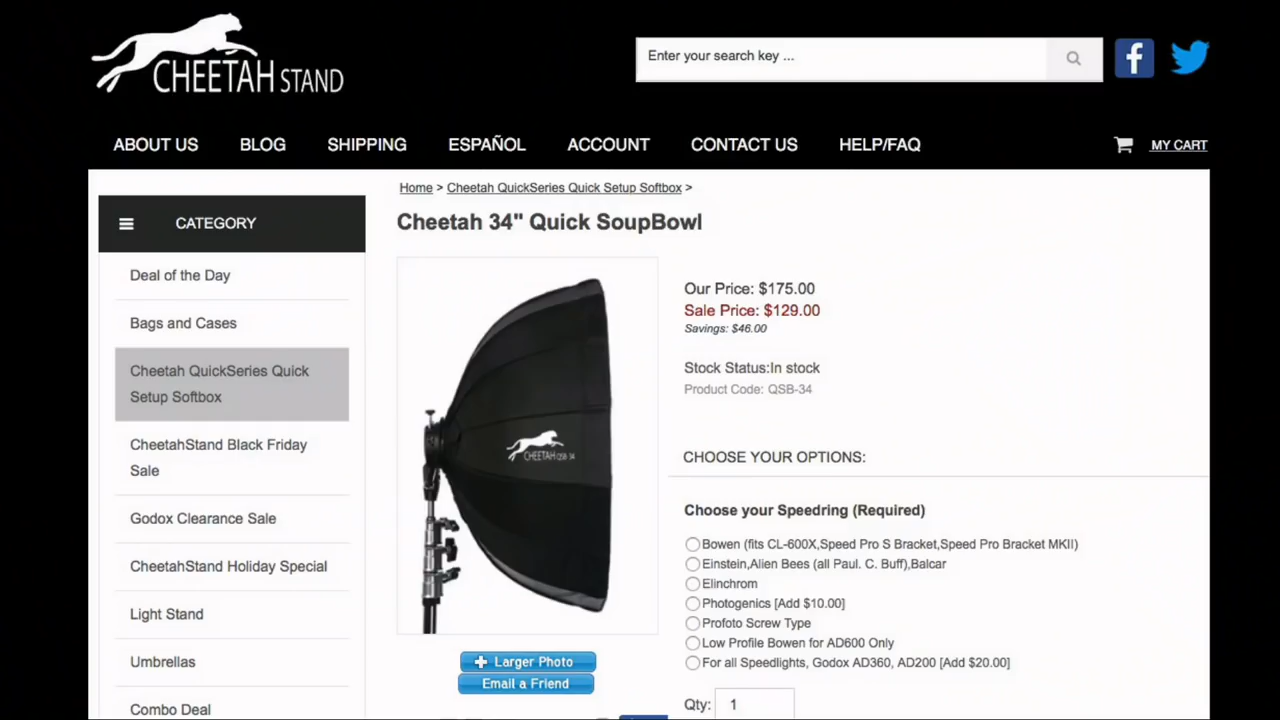 CHEETAH STAND
Enter your search key ...
ABOUT US
BLOG
SHIPPING
ESPAÑOL
ACCOUNT
CONTACT US
HELP/FAQ
MY CART
Home > Cheetah QuickSeries Quick Setup Softbox >
CATEGORY
Deal of the Day
Bags and Cases
Cheetah QuickSeries Quick
Setup Softbox
CheetahStand Black Friday
Sale
Godox Clearance Sale
CheetahStand Holiday Special
Light Stand
Umbrellas
Combo Deal
Cheetah 34" Quick SoupBowl
CHEETAH QSB-34
Larger Photo
Email a Friend
Our Price: $175.00
Sale Price: $129.00
Savings: $46.00
Stock Status:In stock
Product Code: QSB-34
CHOOSE YOUR OPTIONS:
Choose your Speedring (Required)
Bowen (fits CL-600X,Speed Pro S Bracket,Speed Pro Bracket MKII)
Einstein,Alien Bees (all Paul. C. Buff),Balcar
Elinchrom
Photogenics [Add $10.00]
Profoto Screw Type
Low Profile Bowen for AD600 Only
For all Speedlights, Godox AD360, AD200 [Add $20.00]
Qty: 1